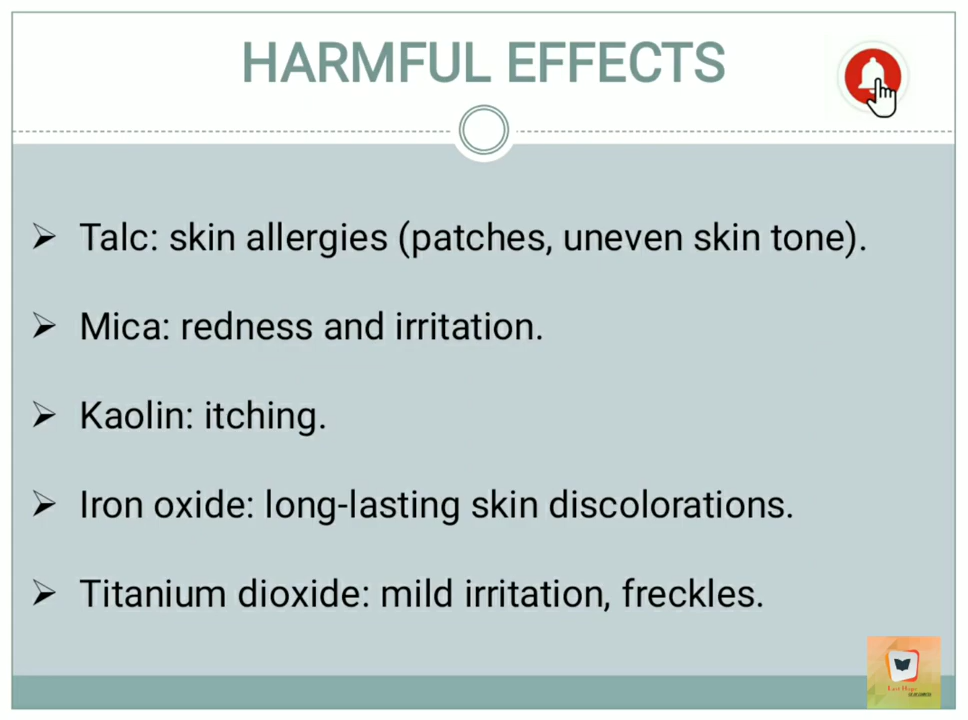 HARMFUL EFFECTS
➢ Talc: skin allergies (patches, uneven skin tone).
➢ Mica: redness and irritation.
➢ Kaolin: itching.
➢ Iron oxide: long-lasting skin discolorations.
➢ Titanium dioxide: mild irritation, freckles.